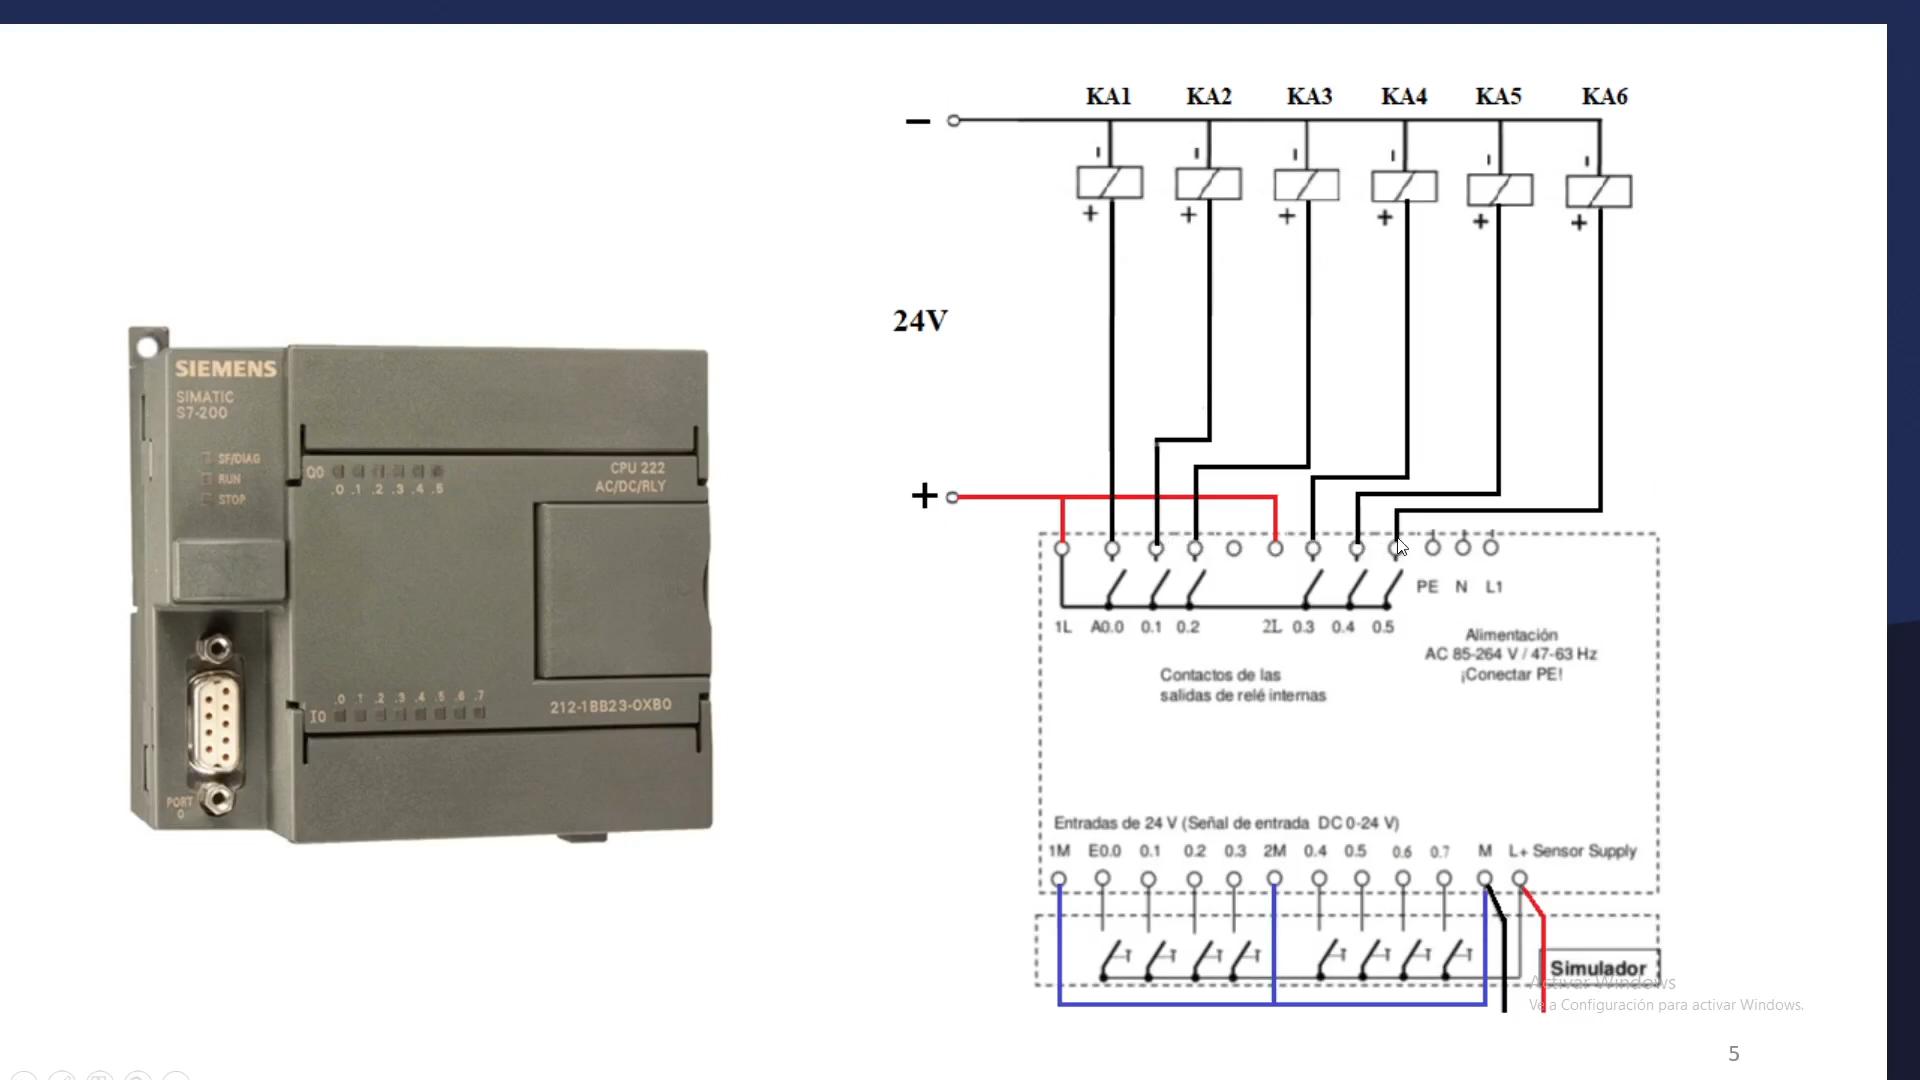 SIEMENS
SIMATIC
S7-200
SF/DIAG
RUN
STOP
Q0
.0 .1 .2 .3 .4 .5
CPU 222
AC/DC/RLY
.0 .1 .2 .3 .4 .5 .6 .7
I0
212-1BB23-0XB0
PORT
0
KA1 KA2 KA3 KA4 KA5 KA6
−
- - - - - -
+ + + + + +
24V
+
PE N L1
1L A0.0 0.1 0.2 2L 0.3 0.4 0.5
Alimentación
AC 85-264 V / 47-63 Hz
¡Conectar PE!
Contactos de las
salidas de relé internas
Entradas de 24 V (Señal de entrada DC 0-24 V)
1M E0.0 0.1 0.2 0.3 2M 0.4 0.5 0.6 0.7 M L+ Sensor Supply
Simulador
Activar Windows
Ve a Configuración para activar Windows.
5